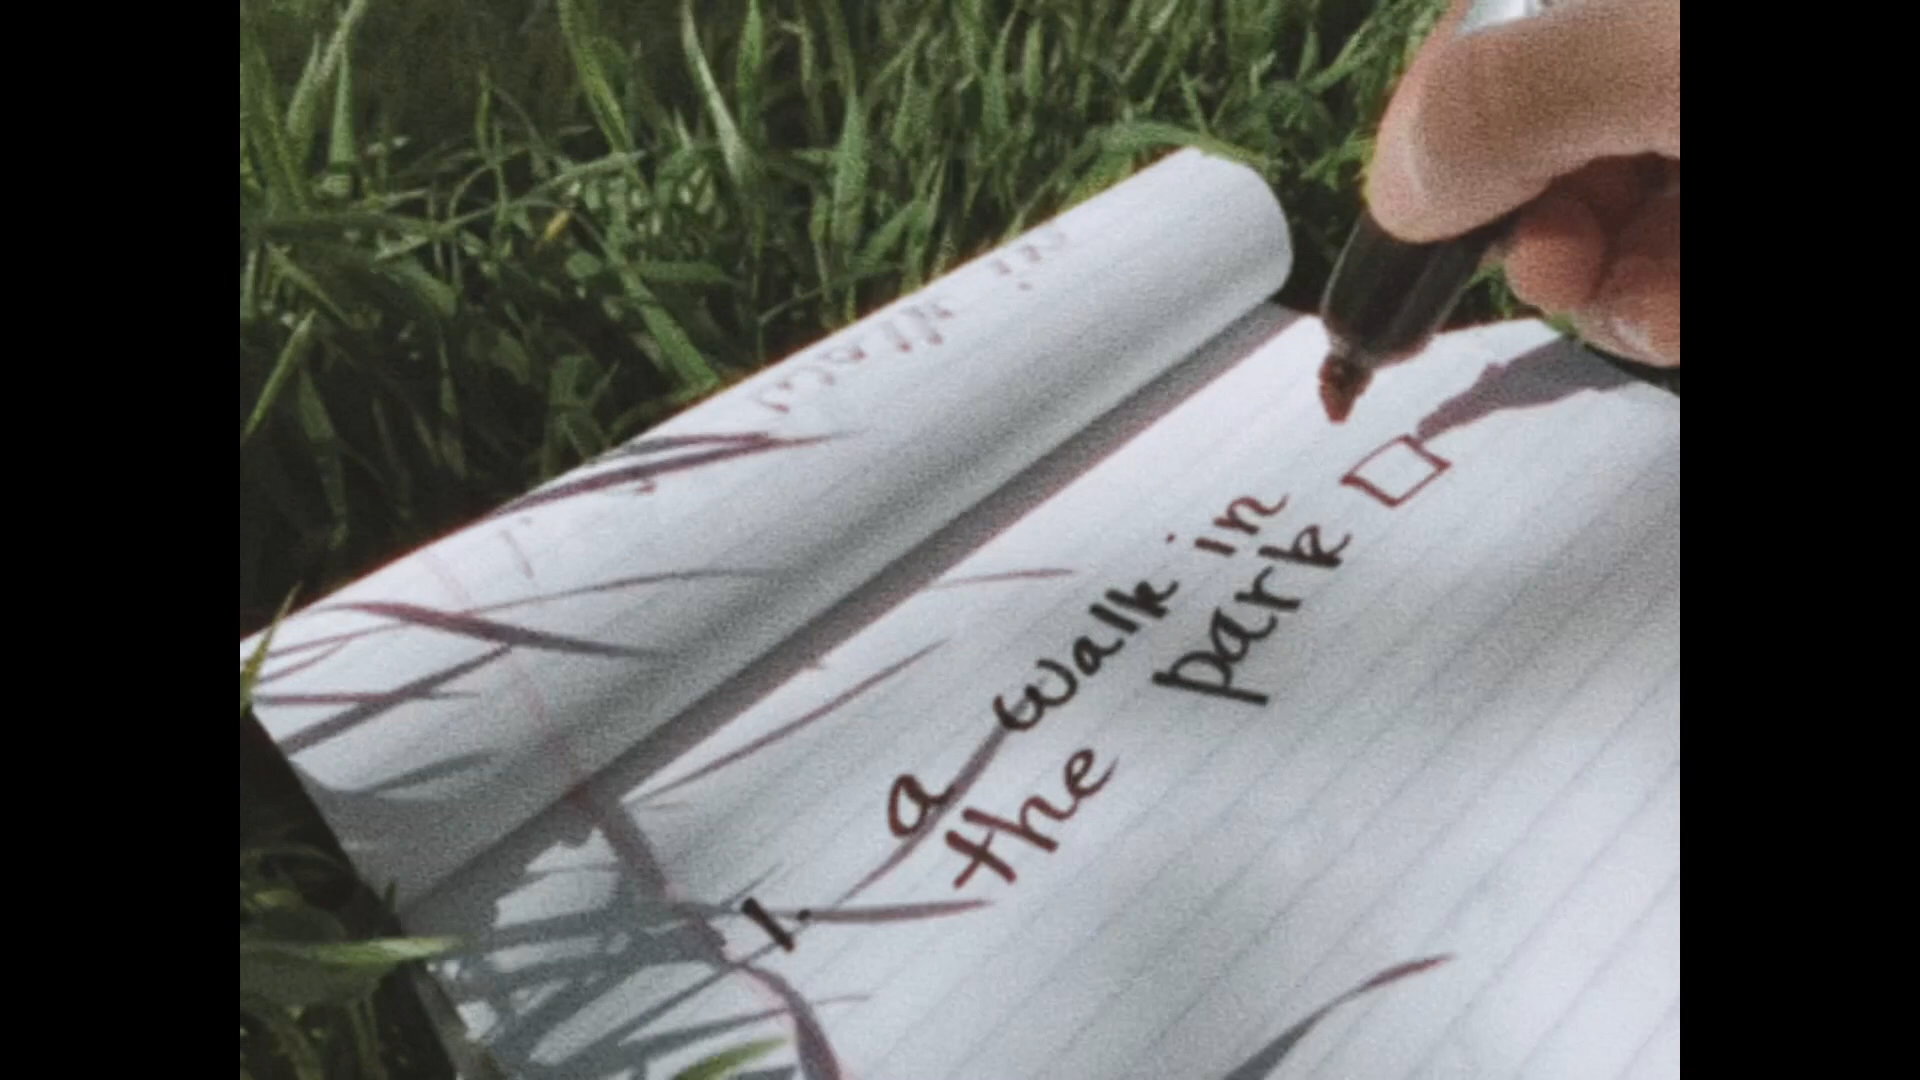 1. a walk in
the park